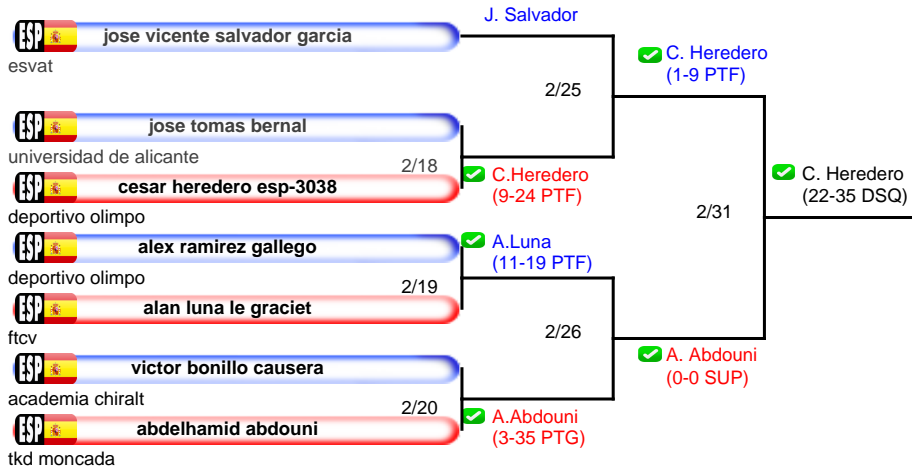 J. Salvador
ESP jose vicente salvador garcia
esvat
C. Heredero
(1-9 PTF)
2/25
ESP jose tomas bernal
universidad de alicante
2/18
ESP cesar heredero esp-3038
deportivo olimpo
C.Heredero
(9-24 PTF)
C. Heredero
(22-35 DSQ)
2/31
ESP alex ramirez gallego
deportivo olimpo
A.Luna
(11-19 PTF)
2/19
ESP alan luna le graciet
ftcv
2/26
ESP victor bonillo causera
academia chiralt
A. Abdouni
(0-0 SUP)
2/20
ESP abdelhamid abdouni
tkd moncada
A.Abdouni
(3-35 PTG)